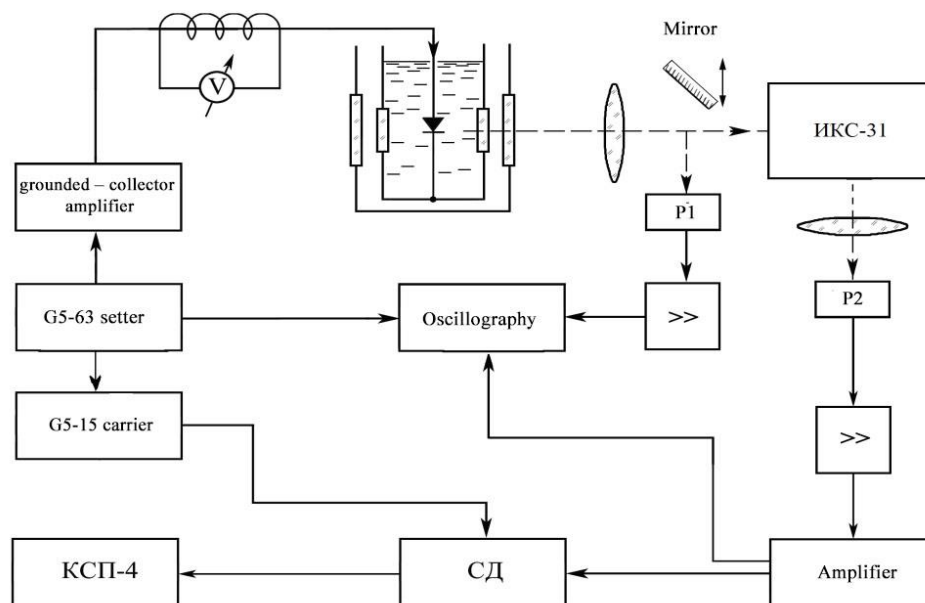 V
Mirror
ИКС-31
grounded – collector
amplifier
P1
G5-63 setter
Oscillography
>>
P2
G5-15 carrier
>>
КСП-4
СД
Amplifier